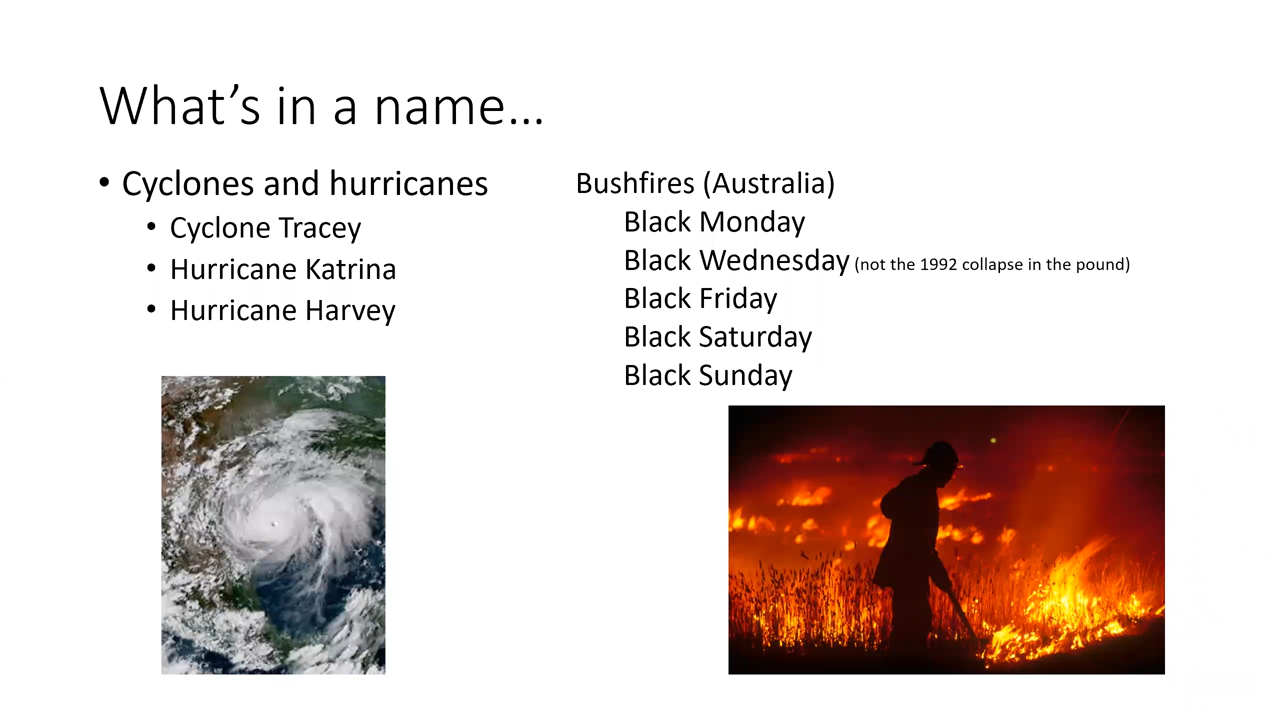 What's in a name...
• Cyclones and hurricanes
• Cyclone Tracey
• Hurricane Katrina
• Hurricane Harvey
Bushfires (Australia)
Black Monday
Black Wednesday (not the 1992 collapse in the pound)
Black Friday
Black Saturday
Black Sunday